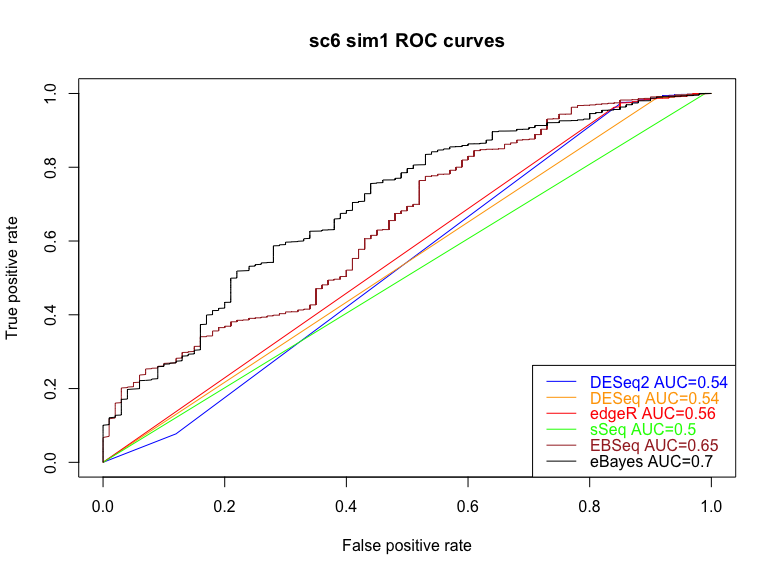 sc6 sim1 ROC curves
True positive rate
1.0
0.8
0.6
0.4
0.2
0.0
DESeq2 AUC=0.54
DESeq AUC=0.54
edgeR AUC=0.56
sSeq AUC=0.5
EBSeq AUC=0.65
eBayes AUC=0.7
0.0 0.2 0.4 0.6 0.8 1.0
False positive rate